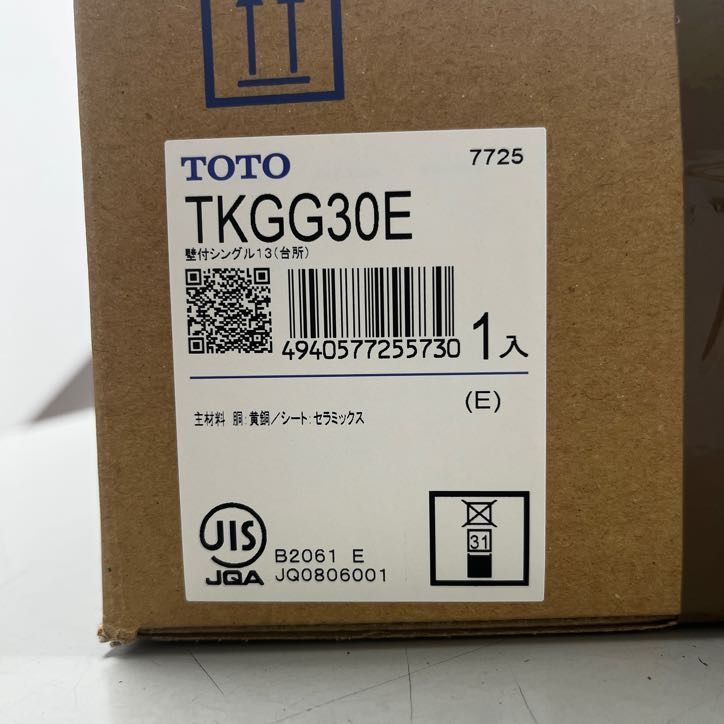 TOTO 7725
TKGG30E
壁付シングル13(台所)
4940577255730 1入
(E)
主材料 胴:黄銅/シート:セラミックス
JIS
JQA
B2061 E
JQ0806001
31